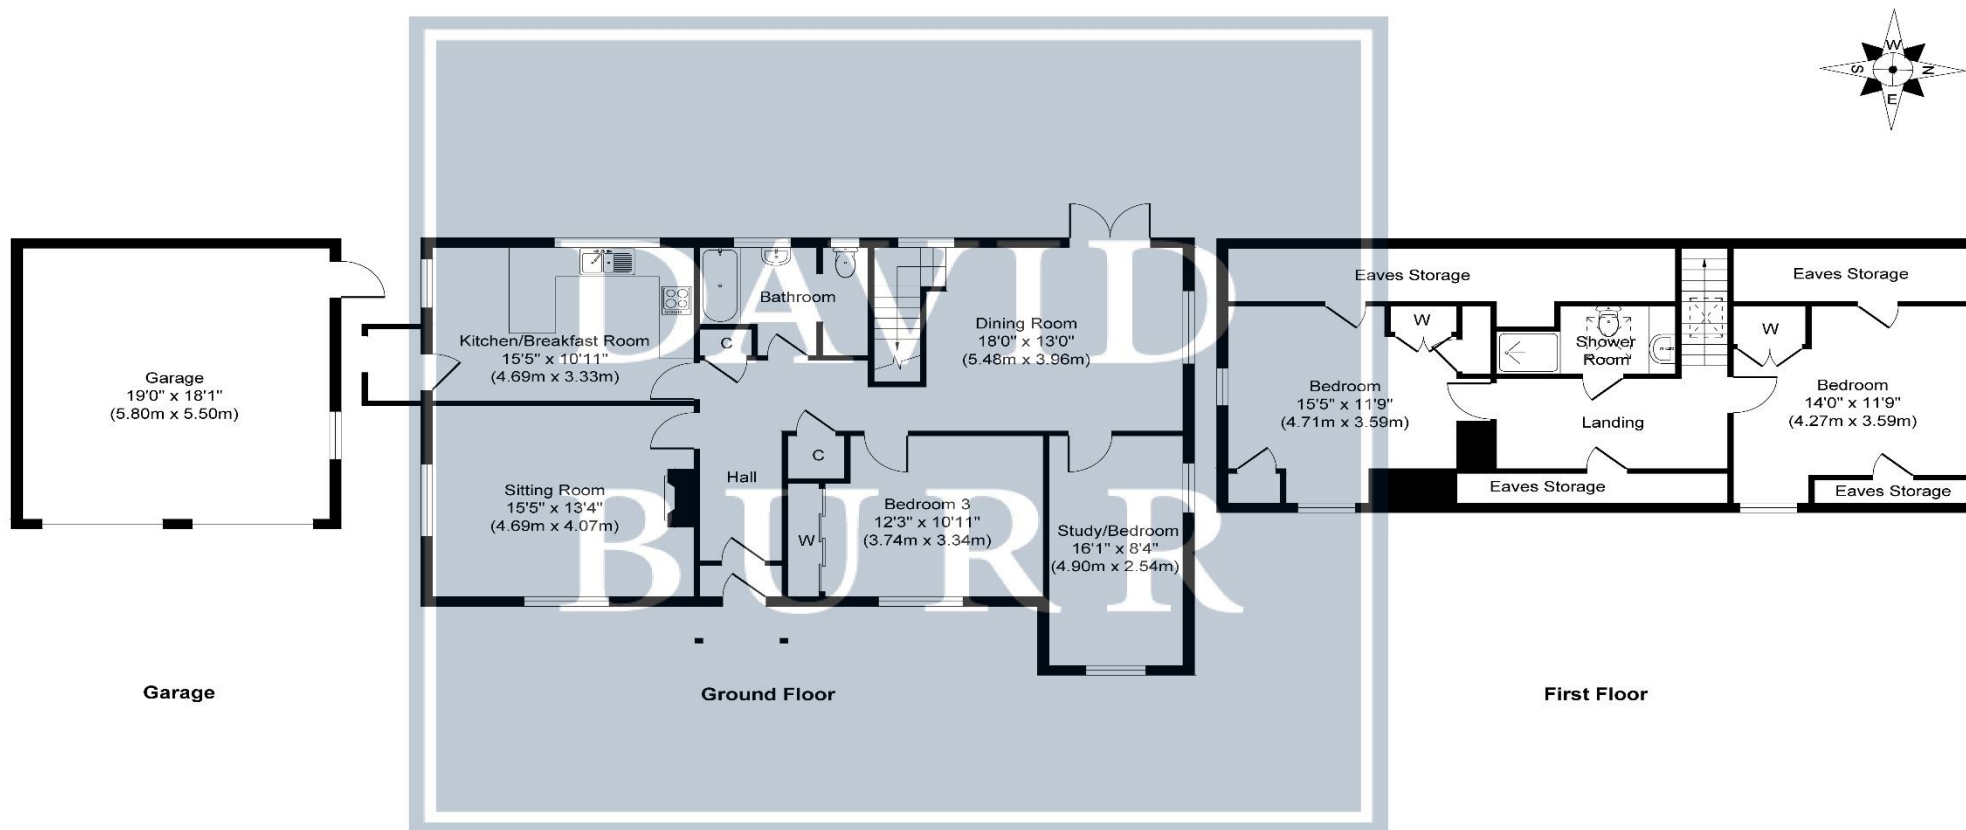 W
S
N
E
DAVID
BURR
Garage
19'0" x 18'1"
(5.80m x 5.50m)
Kitchen/Breakfast Room
15'5" x 10'11"
(4.69m x 3.33m)
Bathroom
C
Dining Room
18'0" x 13'0"
(5.48m x 3.96m)
Sitting Room
15'5" x 13'4"
(4.69m x 4.07m)
Hall
C
W
Bedroom 3
12'3" x 10'11"
(3.74m x 3.34m)
Study/Bedroom
16'1" x 8'4"
(4.90m x 2.54m)
Eaves Storage
Eaves Storage
W
Shower
Room
W
Bedroom
15'5" x 11'9"
(4.71m x 3.59m)
Landing
Bedroom
14'0" x 11'9"
(4.27m x 3.59m)
Eaves Storage
Eaves Storage
Garage
Ground Floor
First Floor